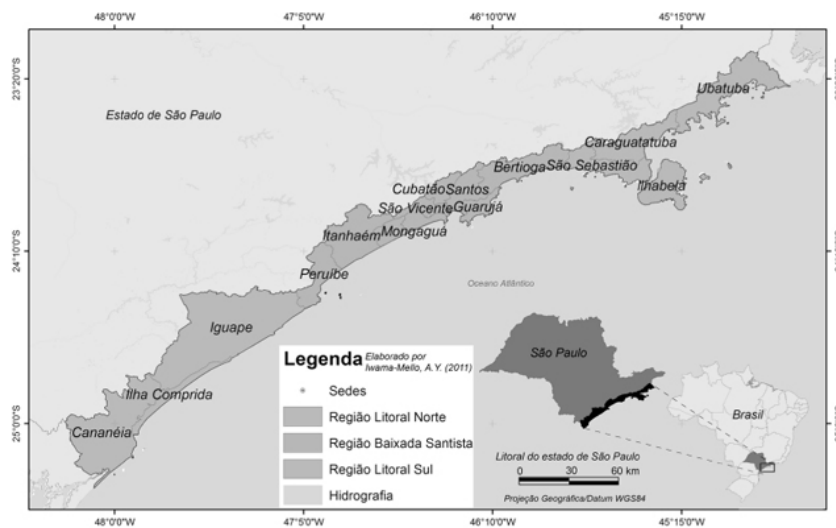 48°0'0"W
47°5'0"W
46°10'0"W
45°15'0"W
23°20'0"S
24°10'0"S
25°0'0"S
Estado de São Paulo
Ubatuba
Caraguatatuba
Bertioga
São Sebastião
Ilhabela
Cubatão
Santos
São Vicente
Guarujá
Itanhaém
Mongaguá
Peruíbe
Oceano Atlântico
Iguape
Ilha Comprida
Cananéia
Legenda
Elaborado por
Iwama-Mello, A.Y. (2011)
Sedes
Região Litoral Norte
Região Baixada Santista
Região Litoral Sul
Hidrografia
São Paulo
Brasil
Litoral do estado de São Paulo
0 30 60 km
Projeção Geográfica/Datum WGS84
48°0'0"W
47°5'0"W
46°10'0"W
45°15'0"W